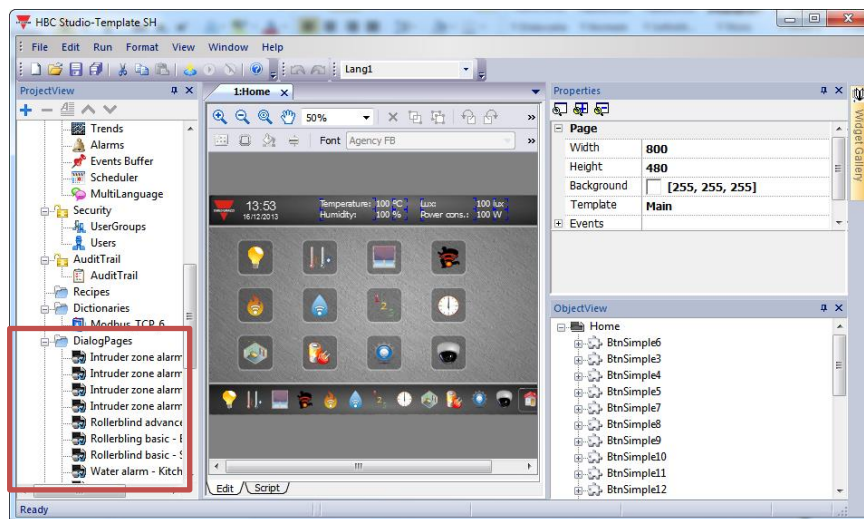 HBC Studio-Template SH
File Edit Run Format View Window Help
Lang1
ProjectView
Trends
Alarms
Events Buffer
Scheduler
MultiLanguage
Security
UserGroups
Users
AuditTrail
AuditTrail
Recipes
Dictionaries
Modbus_TCP_6
DialogPages
Intruder zone alarm
Intruder zone alarm
Intruder zone alarm
Intruder zone alarm
Rollerblind advance
Rollerbling basic - E
Rollerblind basic - S
Water alarm - Kitch
1:Home
50%
Font Agency FB
13:53
16/12/2013
Temperature: 100 ºC Lux: 100 lux
Humidity: 100 % Power cons.: 100 W
Edit Script
Properties
Page
Width 800
Height 480
Background [255, 255, 255]
Template Main
Events
ObjectView
Home
BtnSimple6
BtnSimple3
BtnSimple4
BtnSimple5
BtnSimple7
BtnSimple8
BtnSimple9
BtnSimple10
BtnSimple11
BtnSimple12
Widget Gallery
Ready